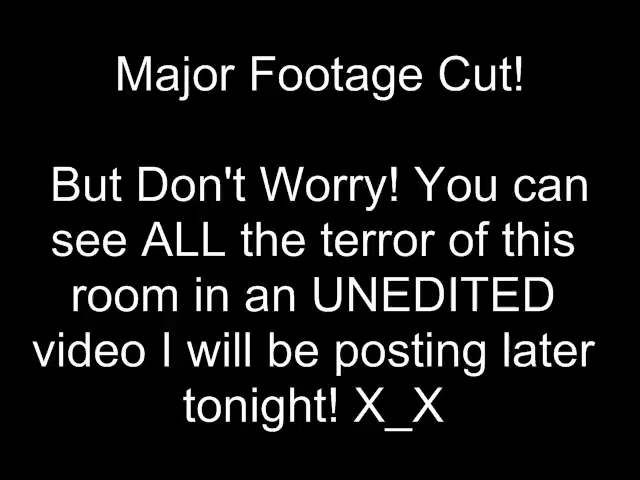 Major Footage Cut!
But Don't Worry! You can
see ALL the terror of this
room in an UNEDITED
video I will be posting later
tonight! X_X